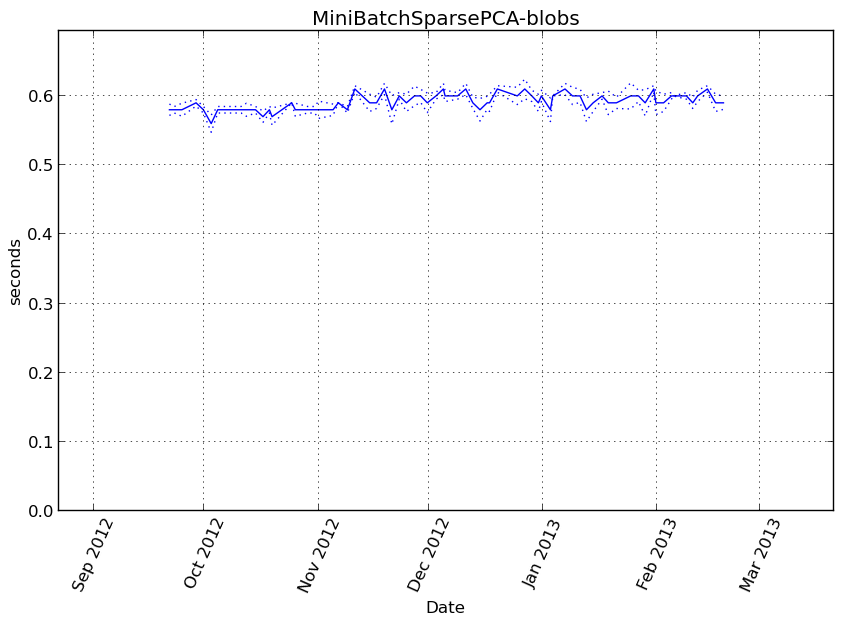 MiniBatchSparsePCA-blobs
0.6
0.5
0.4
0.3
0.2
0.1
0.0
seconds
Sep 2012
Oct 2012
Nov 2012
Dec 2012
Jan 2013
Feb 2013
Mar 2013
Date